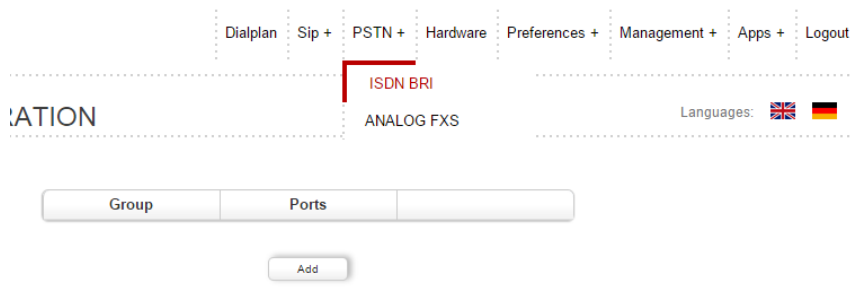 Dialplan Sip + PSTN + Hardware Preferences + Management + Apps + Logout
ISDN BRI
RATION Languages:
ANALOG FXS
Group Ports
Add